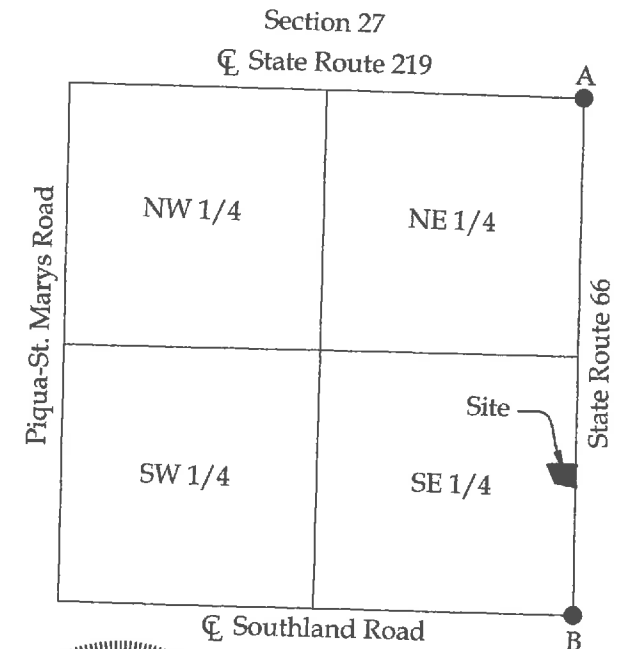 Section 27
℄ State Route 219
A
NW 1/4
NE 1/4
Piqua-St. Marys Road
State Route 66
Site
SW 1/4
SE 1/4
℄ Southland Road
B